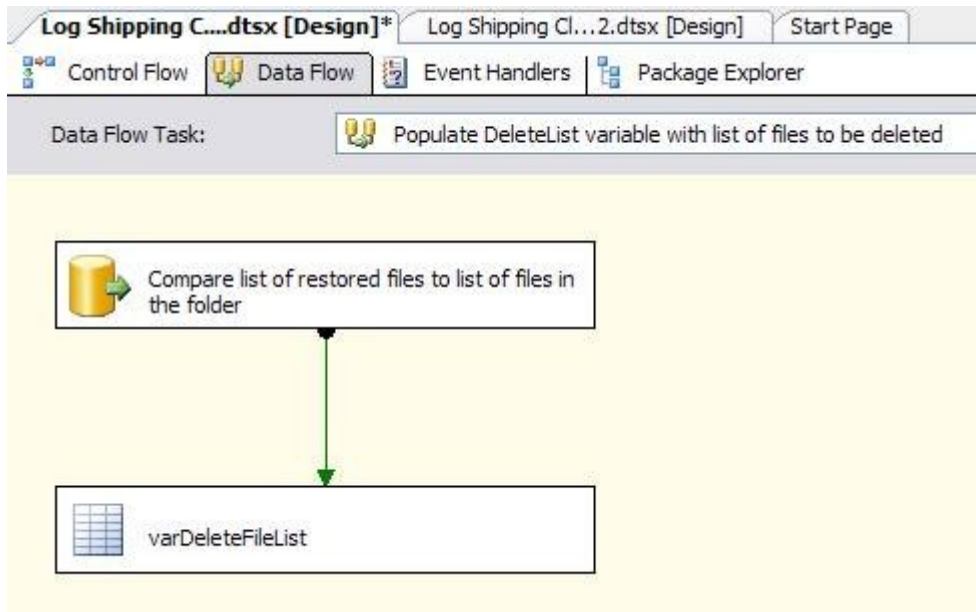 Log Shipping C....dtsx [Design]* Log Shipping Cl...2.dtsx [Design] Start Page
Control Flow Data Flow Event Handlers Package Explorer
Data Flow Task: Populate DeleteList variable with list of files to be deleted
Compare list of restored files to list of files in
the folder
varDeleteFileList